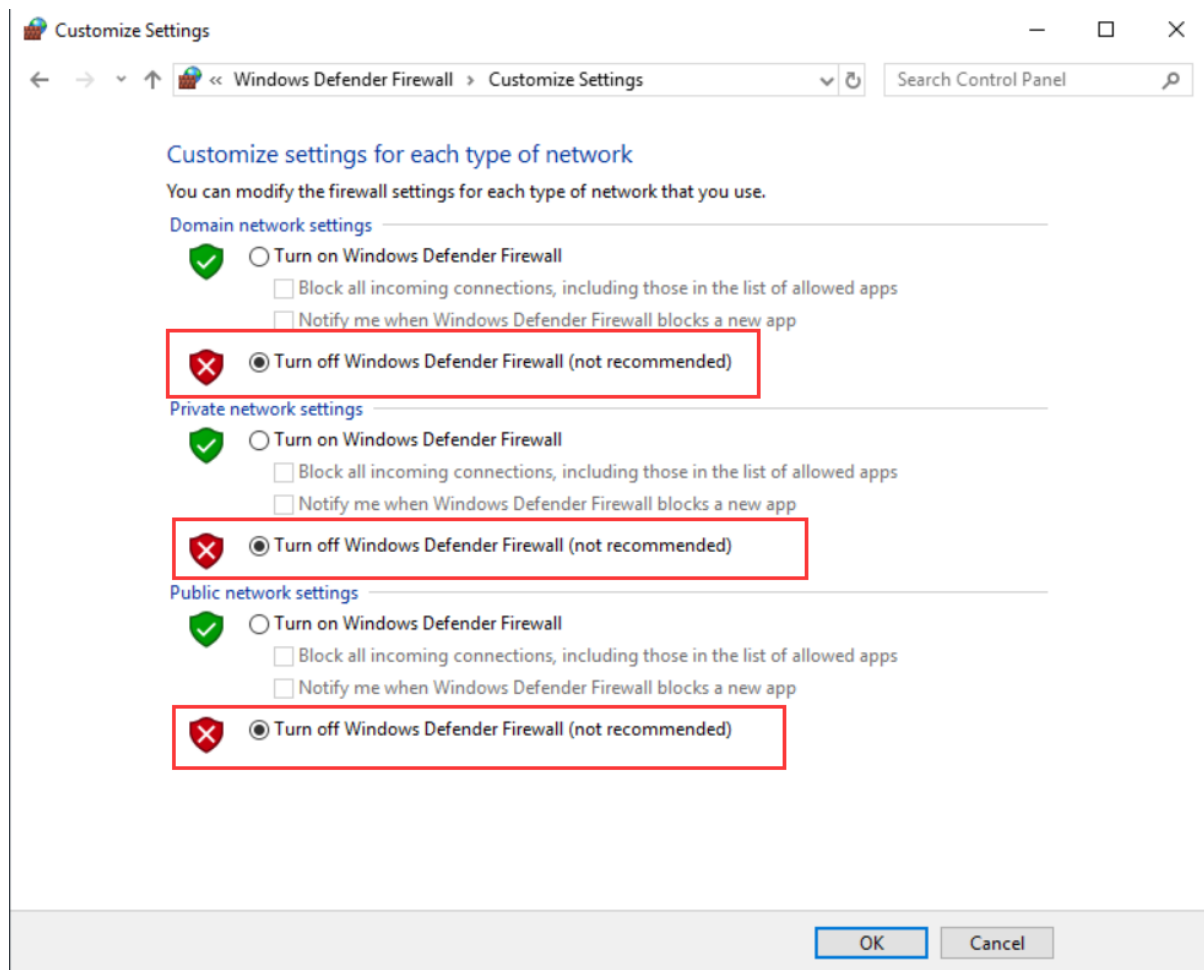 Customize Settings
« Windows Defender Firewall > Customize Settings
Search Control Panel
Customize settings for each type of network
You can modify the firewall settings for each type of network that you use.
Domain network settings
Turn on Windows Defender Firewall
Block all incoming connections, including those in the list of allowed apps
Notify me when Windows Defender Firewall blocks a new app
Turn off Windows Defender Firewall (not recommended)
Private network settings
Turn on Windows Defender Firewall
Block all incoming connections, including those in the list of allowed apps
Notify me when Windows Defender Firewall blocks a new app
Turn off Windows Defender Firewall (not recommended)
Public network settings
Turn on Windows Defender Firewall
Block all incoming connections, including those in the list of allowed apps
Notify me when Windows Defender Firewall blocks a new app
Turn off Windows Defender Firewall (not recommended)
OK
Cancel